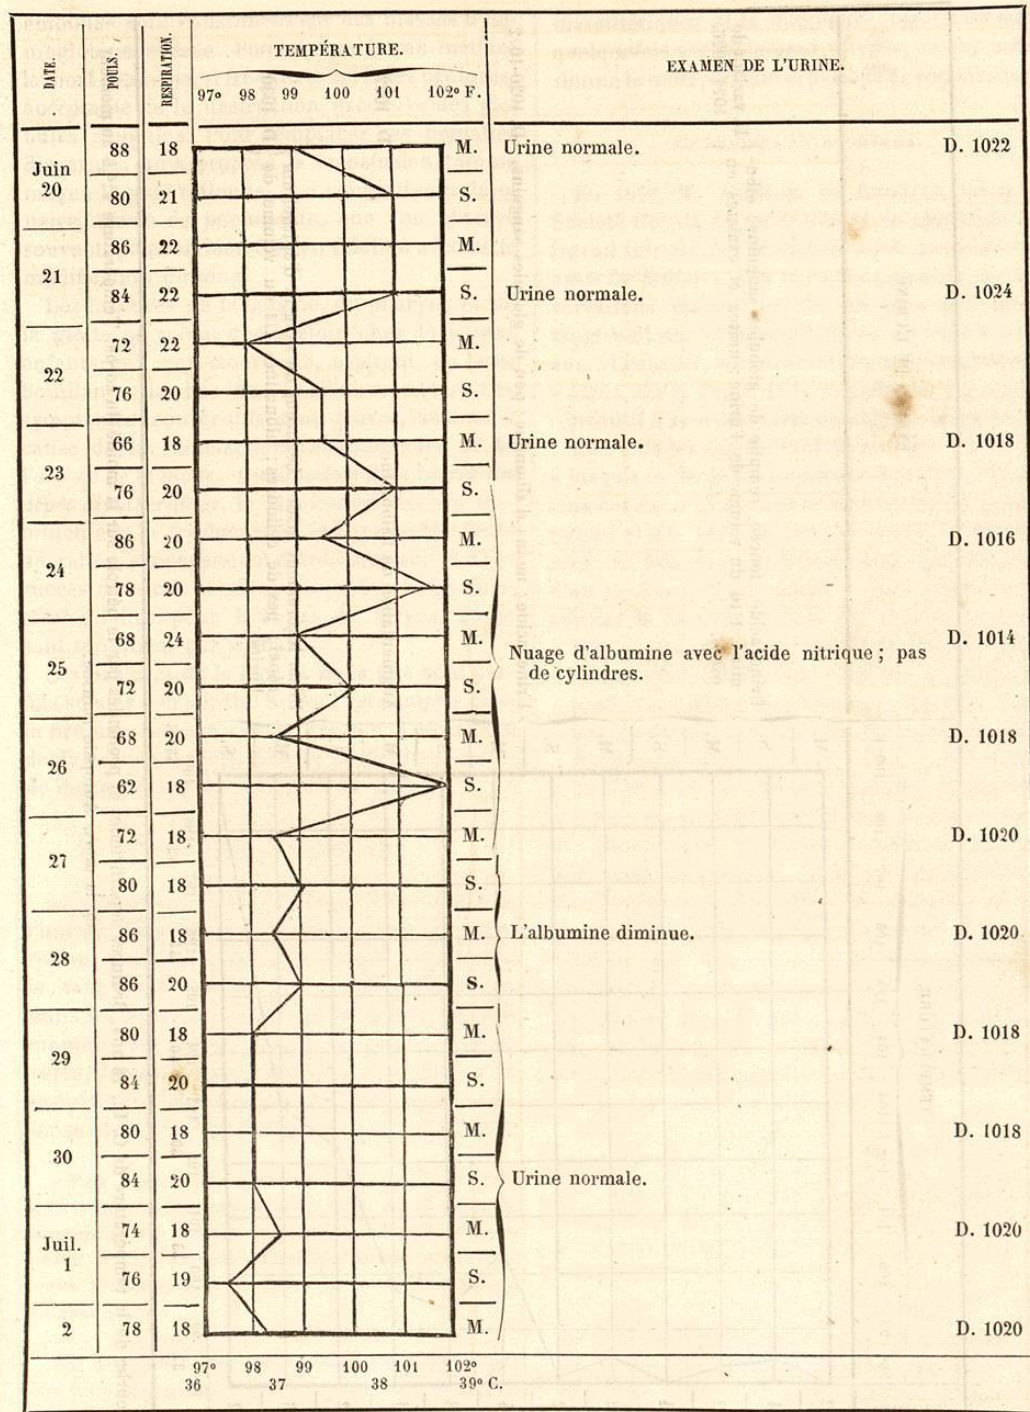 DATE. POULS. RESPIRATION. TEMPÉRATURE. EXAMEN DE L'URINE.
97º 98 99 100 101 102º F.
Juin 20 88 18 M. Urine normale. D. 1022
80 21 S.
21 86 22 M.
84 22 S. Urine normale. D. 1024
22 72 22 M.
76 20 S.
23 66 18 M. Urine normale. D. 1018
76 20 S.
24 86 20 M. D. 1016
78 20 S.
25 68 24 M. D. 1014
Nuage d'albumine avec l'acide nitrique ; pas
de cylindres.
72 20 S.
26 68 20 M. D. 1018
62 18 S.
27 72 18 M. D. 1020
80 18 S.
28 86 18 M. L'albumine diminue. D. 1020
86 20 S.
29 80 18 M. D. 1018
84 20 S.
30 80 18 M. D. 1018
84 20 S. Urine normale.
Juil. 1 74 18 M. D. 1020
76 19 S.
2 78 18 M. D. 1020
97º 98 99 100 101 102º
36 37 38 39º C.